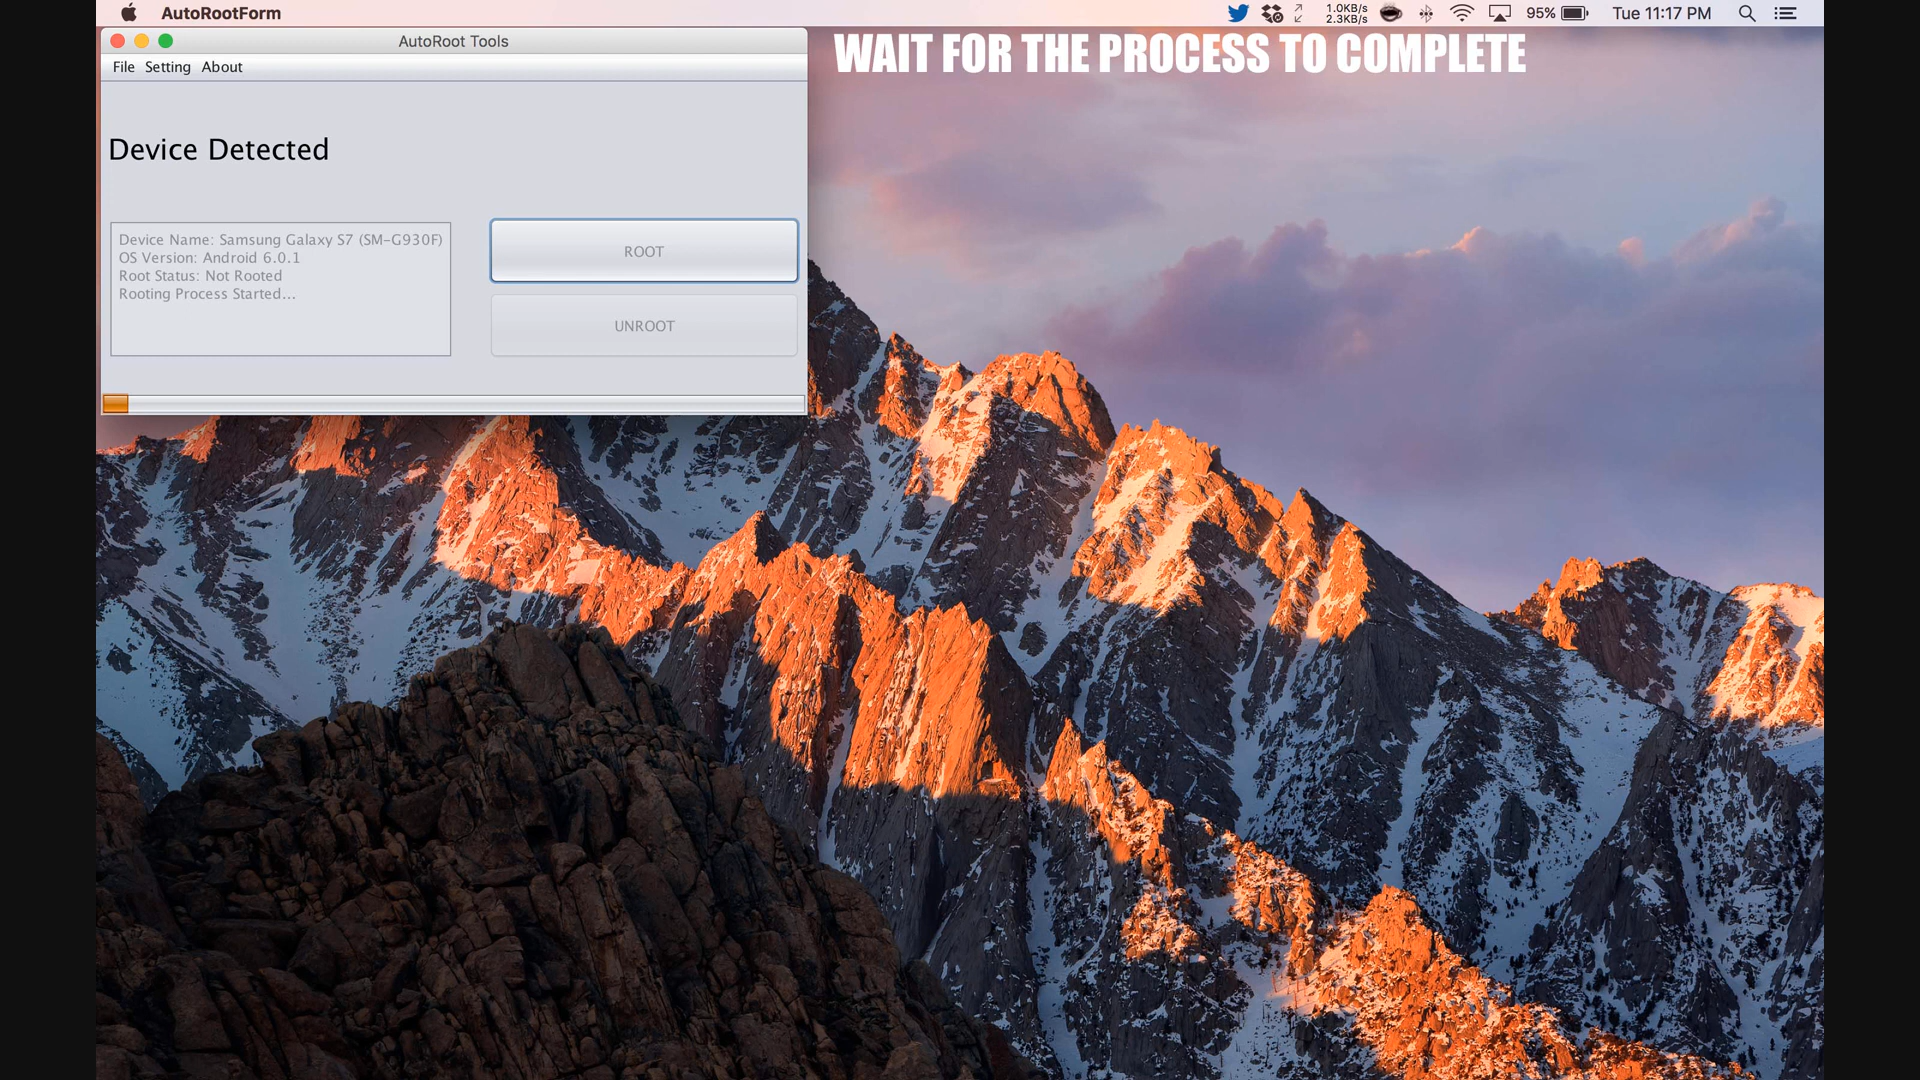 AutoRootForm
1.0KB/s
2.3KB/s
95%
Tue 11:17 PM
AutoRoot Tools
WAIT FOR THE PROCESS TO COMPLETE
File Setting About
Device Detected
Device Name: Samsung Galaxy S7 (SM-G930F)
OS Version: Android 6.0.1
Root Status: Not Rooted
Rooting Process Started...
ROOT
UNROOT